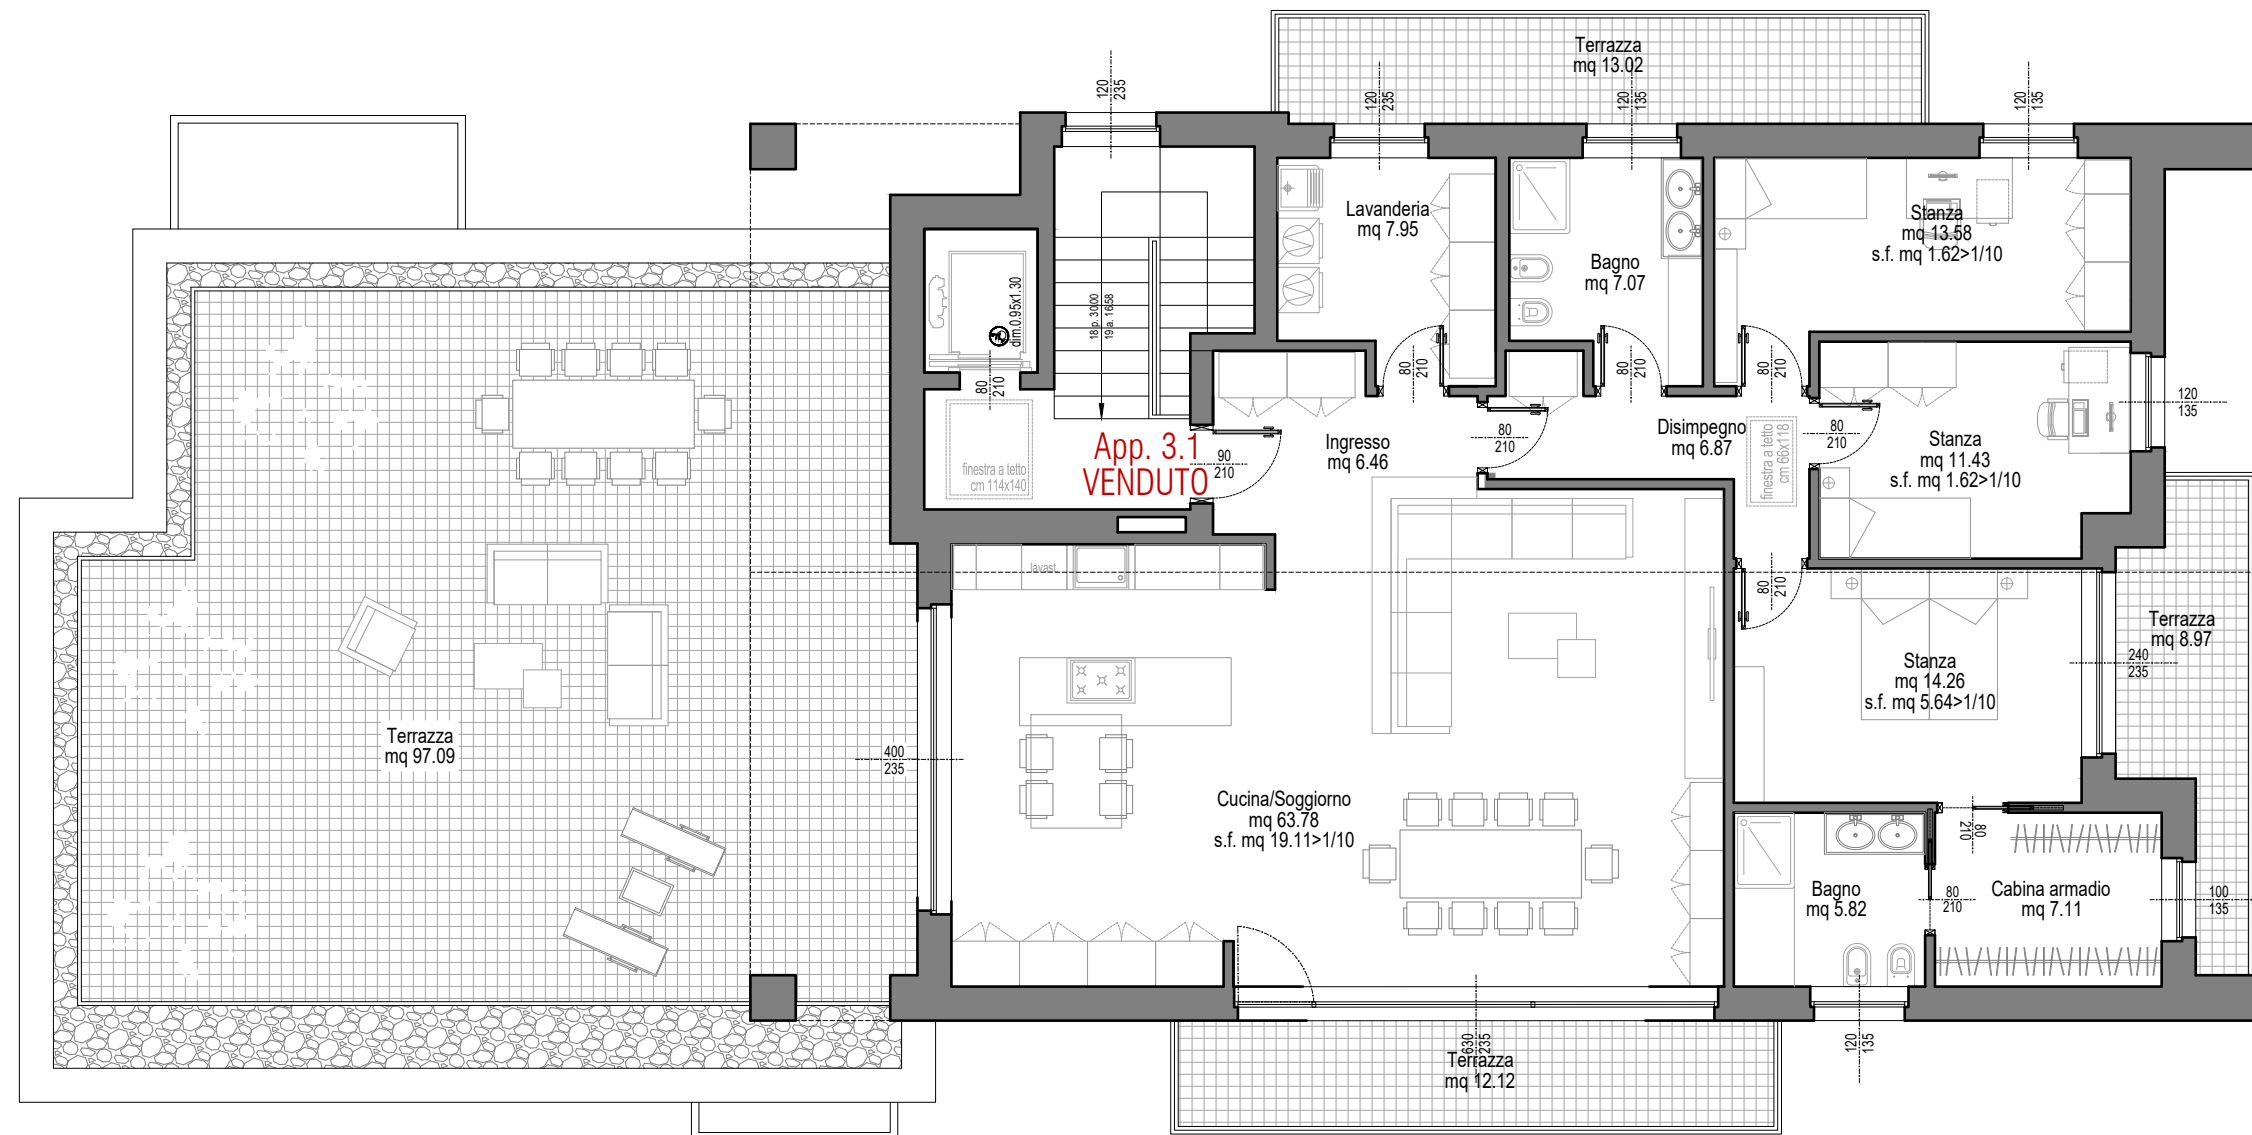 Terrazza
mq 13.02
120
235
120
235
120
135
120
135
Lavanderia
mq 7.95
Bagno
mq 7.07
Stanza
mq 13.58
s.f. mq 1.62>1/10
dim.0.95x1.30
18 p. 30.00
19 a. 16.58
80
210
80
210
80
210
80
210
finestra a tetto
cm 114x140
App. 3.1
VENDUTO
90
210
Ingresso
mq 6.46
80
210
Disimpegno
mq 6.87
finestra a tetto
cm 66x118
80
210
Stanza
mq 11.43
s.f. mq 1.62>1/10
120
135
lavast.
80
210
Terrazza
mq 8.97
240
235
Stanza
mq 14.26
s.f. mq 5.64>1/10
Terrazza
mq 97.09
400
235
Cucina/Soggiorno
mq 63.78
s.f. mq 19.11>1/10
80
210
Bagno
mq 5.82
80
210
Cabina armadio
mq 7.11
100
135
630
235
120
135
Terrazza
mq 12.12